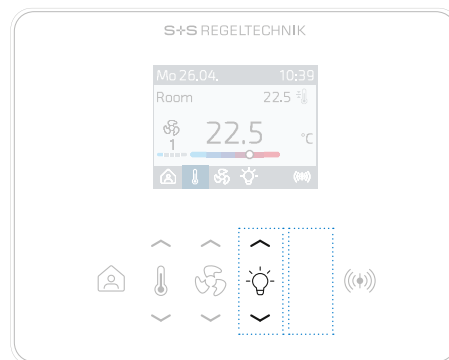 S+S REGELTECHNIK
Mo 26.04. 10:39
Room 22.5
22.5 °C
1